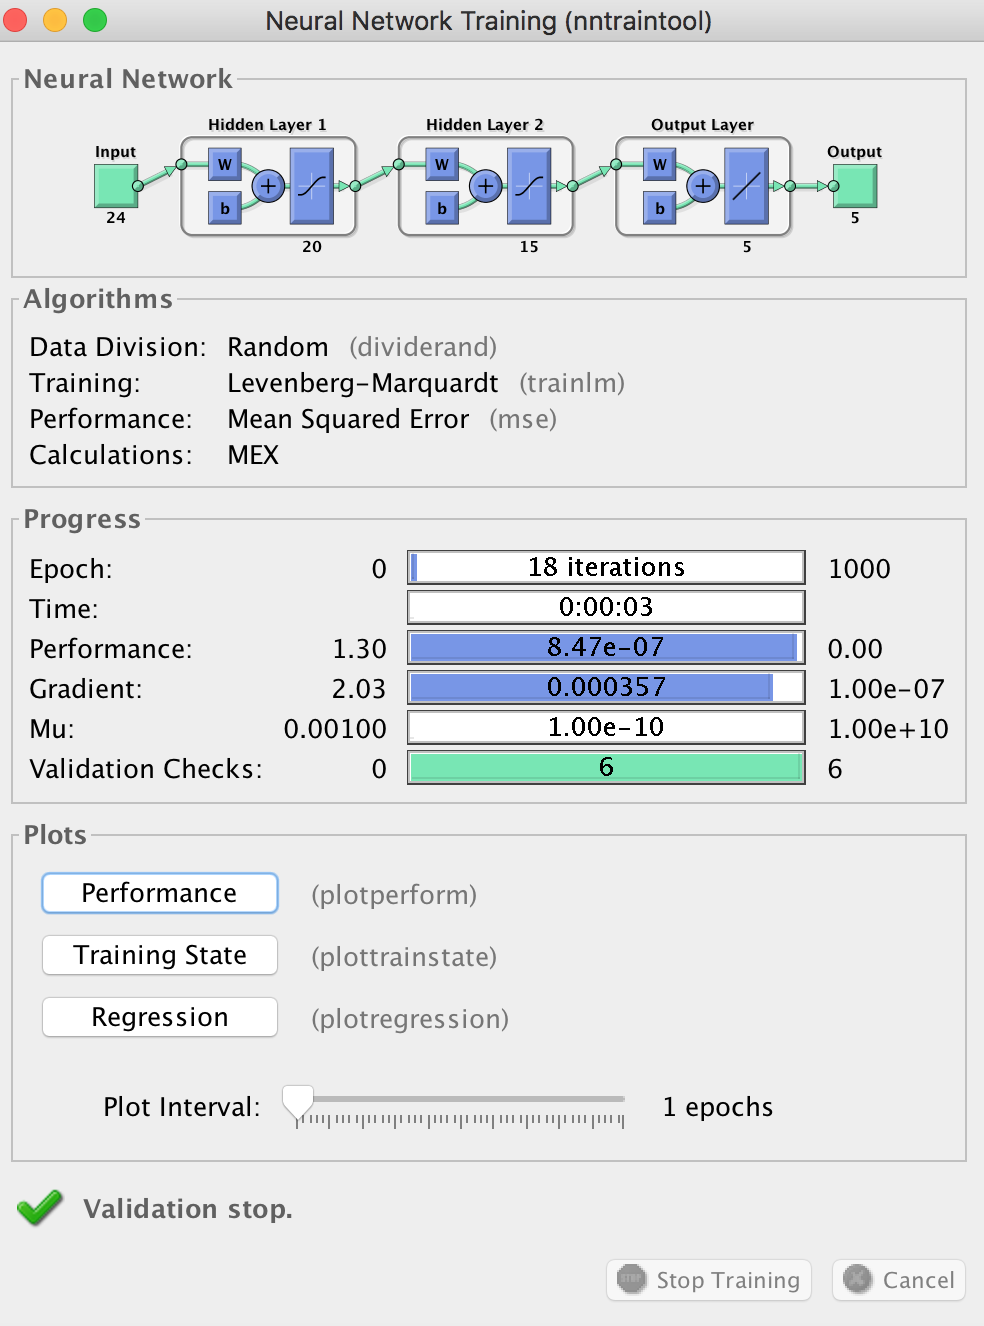 Neural Network Training (nntraintool)
Neural Network
Hidden Layer 1 Hidden Layer 2 Output Layer
Input Output
W W W
b b b
24 5
20 15 5
Algorithms
Data Division: Random (dividerand)
Training: Levenberg-Marquardt (trainlm)
Performance: Mean Squared Error (mse)
Calculations: MEX
Progress
Epoch: 0 18 iterations 1000
Time: 0:00:03
Performance: 1.30 8.47e-07 0.00
Gradient: 2.03 0.000357 1.00e-07
Mu: 0.00100 1.00e-10 1.00e+10
Validation Checks: 0 6 6
Plots
Performance (plotperform)
Training State (plottrainstate)
Regression (plotregression)
Plot Interval: 1 epochs
Validation stop.
STOP Stop Training Cancel